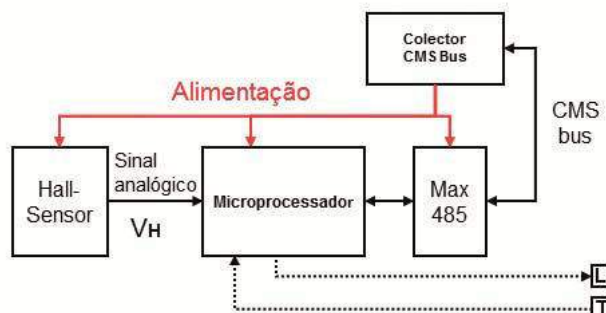 Colector
CMS Bus
Alimentação
CMS
bus
Sinal
analógico
Hall-
Sensor
VH
Microprocessador
Max
485
L
T